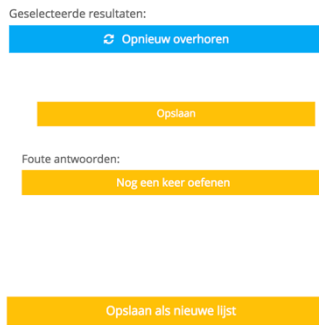 Geselecteerde resultaten:
Opnieuw overhoren
Opslaan
Foute antwoorden:
Nog een keer oefenen
Opslaan als nieuwe lijst